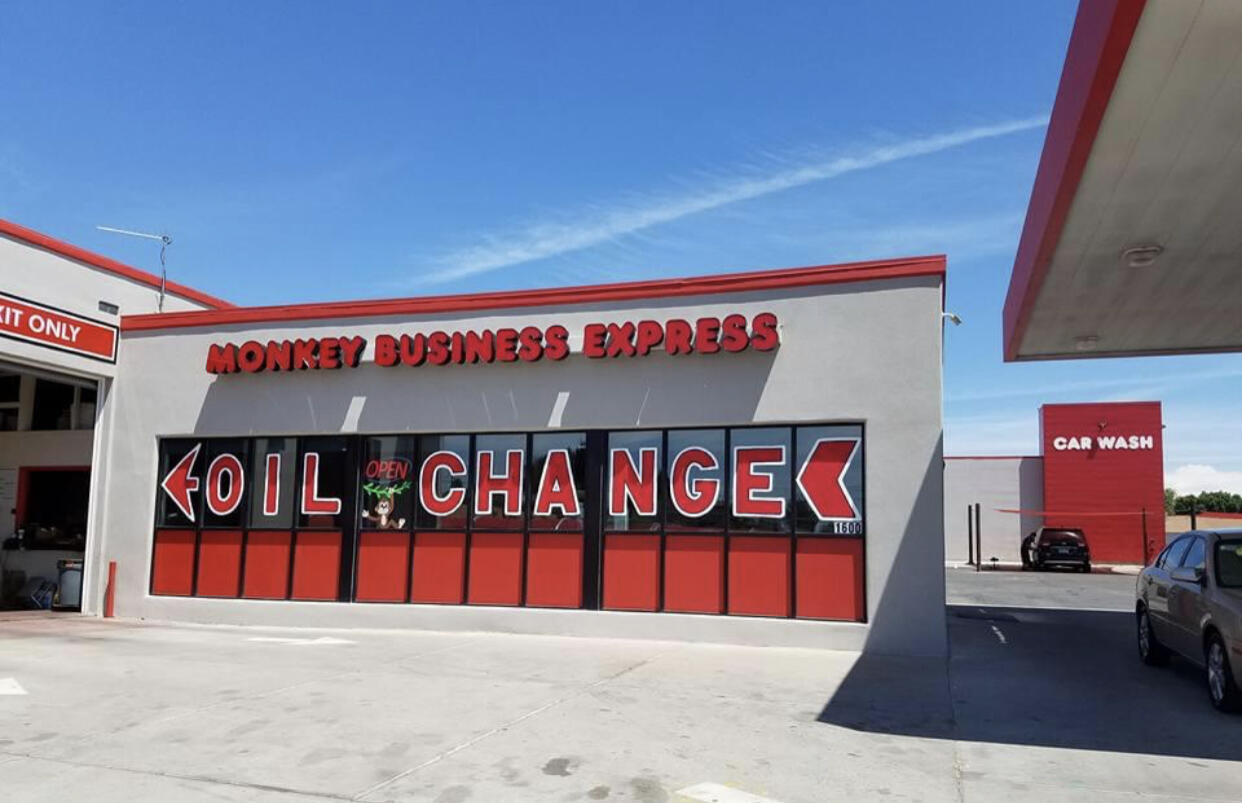 XIT ONLY
MONKEY BUSINESS EXPRESS
OIL CHANGE
OPEN
1600
CAR WASH